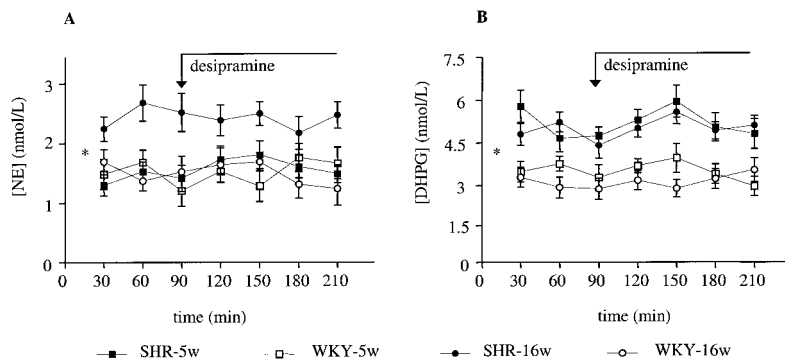 A
desipramine
[NE] (nmol/L)
3
2
1
0
*
0 30 60 90 120 150 180 210
time (min)
B
desipramine
[DHPG] (nmol/L)
7.5
6
4.5
3
1.5
0
*
0 30 60 90 120 150 180 210
time (min)
SHR-5w WKY-5w SHR-16w WKY-16w